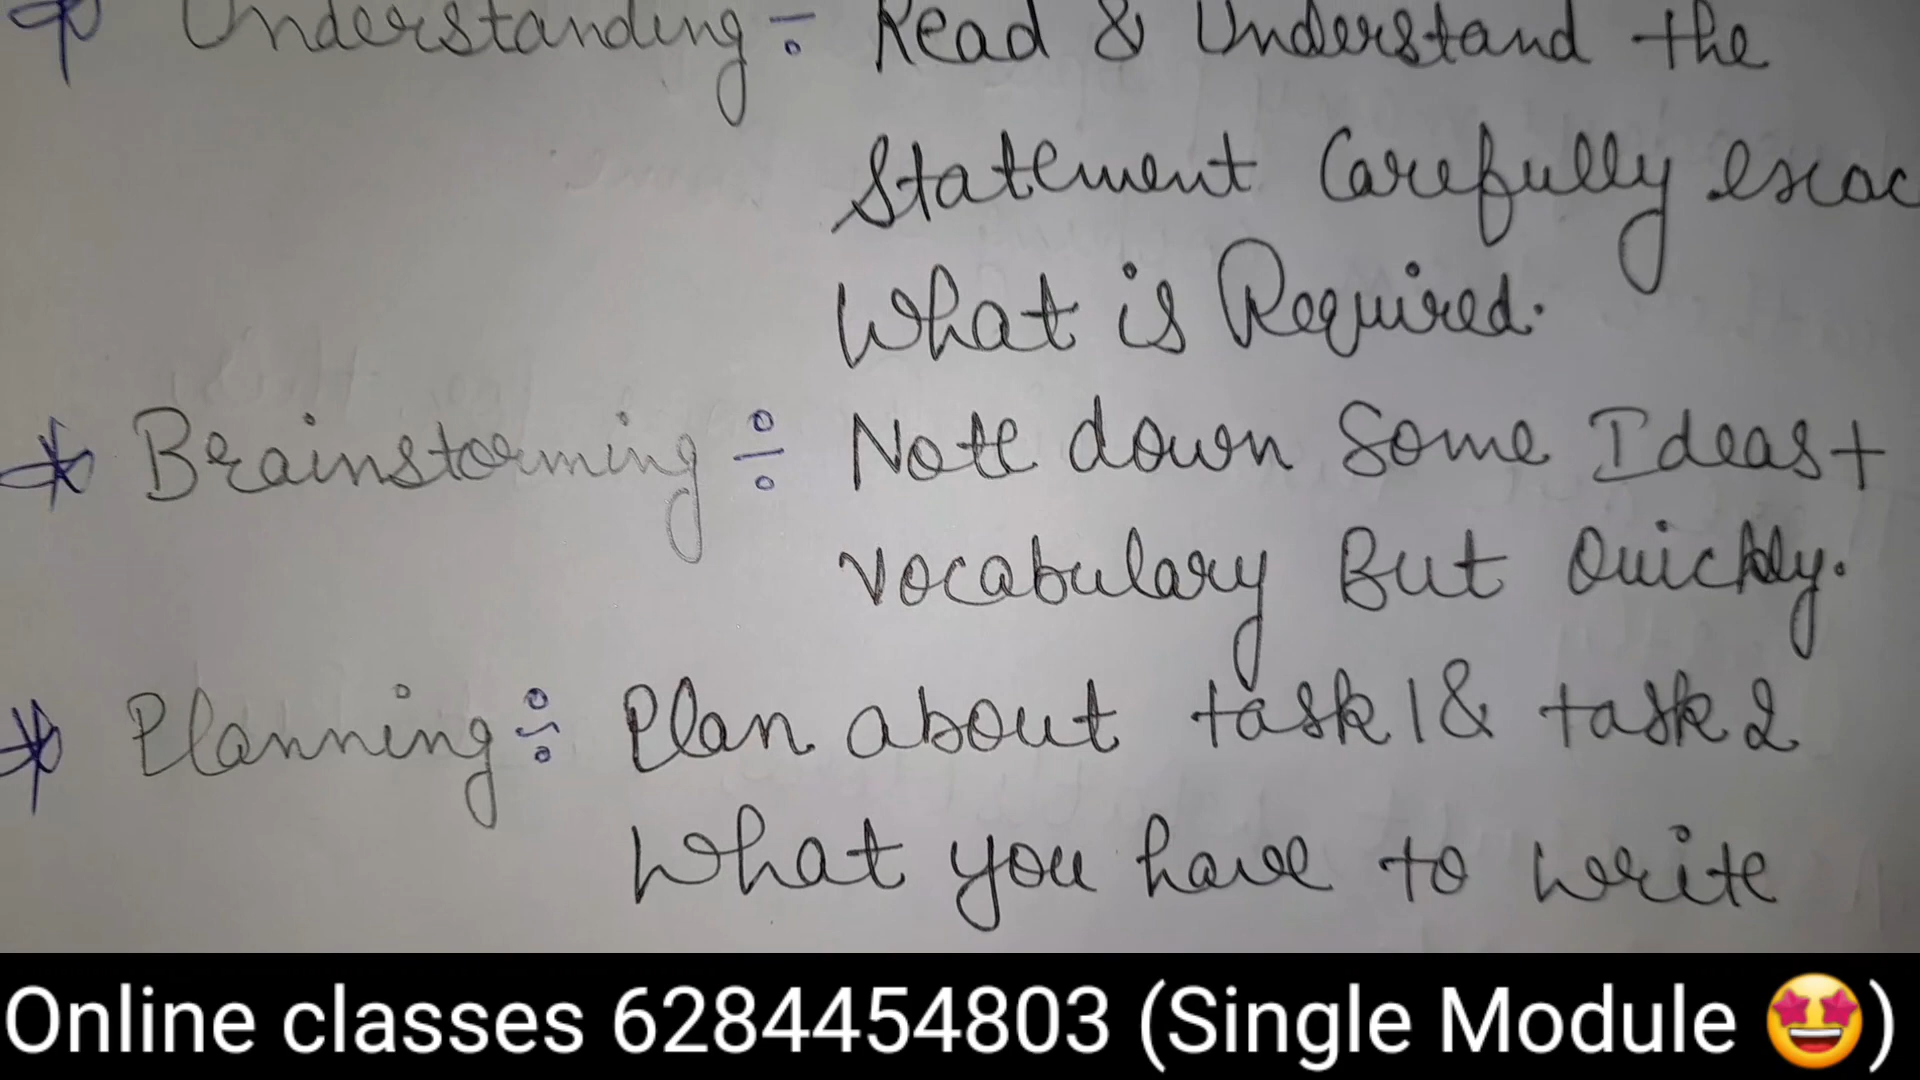 * Understanding ÷ Read & Understand the
Statement Carefully exac
What is Required.
* Brainstorming ÷ Note down Some Ideas +
Vocabulary But Quickly.
* Planning ÷ Plan about task 1 & task 2
What you have to write
Online classes 6284454803 (Single Module 🤩)